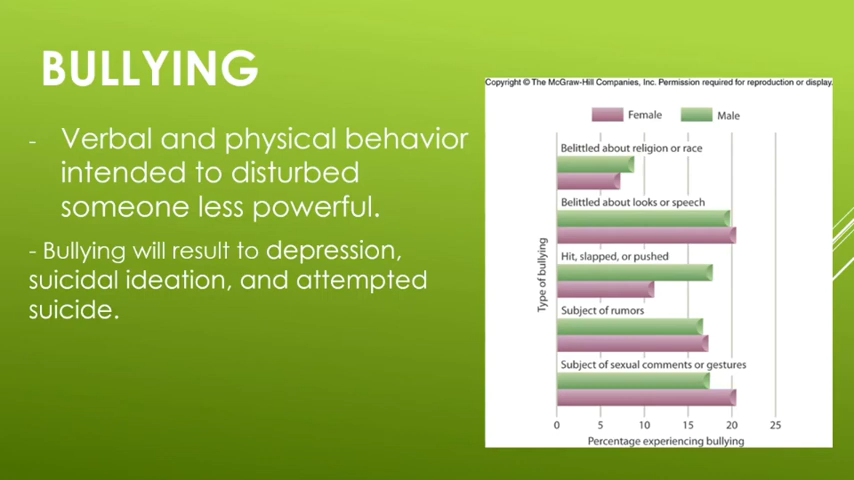 BULLYING
- Verbal and physical behavior
intended to disturbed
someone less powerful.
- Bullying will result to depression,
suicidal ideation, and attempted
suicide.
Copyright © The McGraw-Hill Companies, Inc. Permission required for reproduction or display.
Female Male
Belittled about religion or race
Belittled about looks or speech
Hit, slapped, or pushed
Subject of rumors
Subject of sexual comments or gestures
Type of bullying
0 5 10 15 20 25
Percentage experiencing bullying